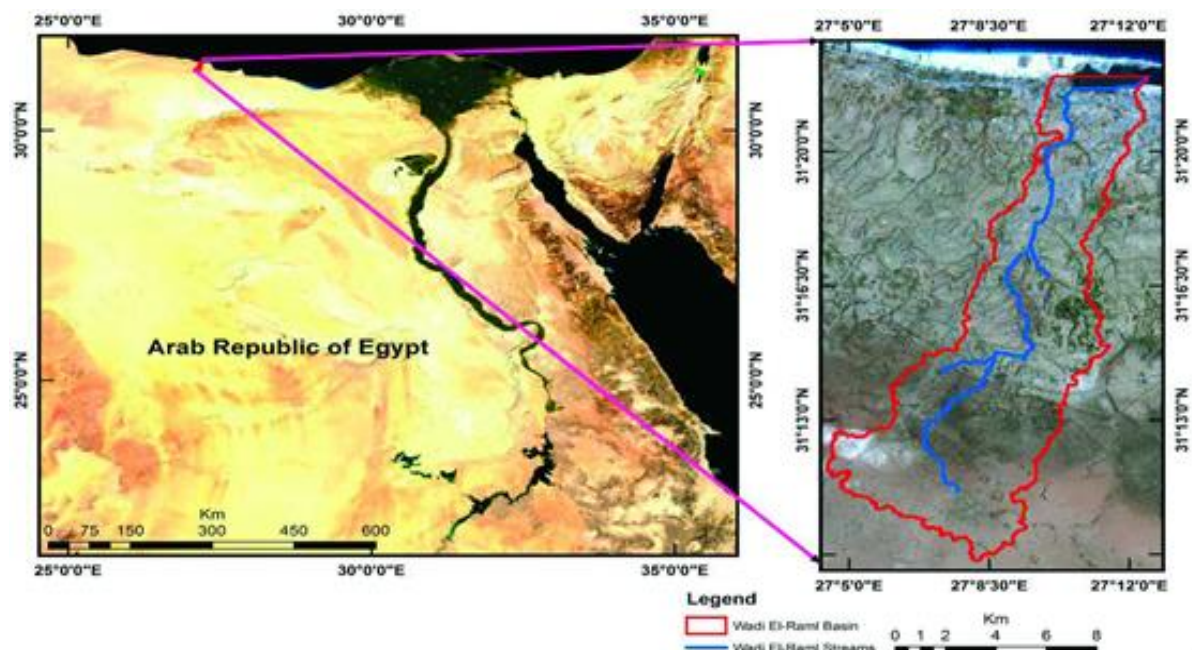 25°0'0"E 30°0'0"E 35°0'0"E
27°5'0"E 27°8'30"E 27°12'0"E
30°0'0"N
25°0'0"N
30°0'0"N
25°0'0"N
31°20'0"N
31°16'30"N
31°13'0"N
31°20'0"N
31°16'30"N
31°13'0"N
Arab Republic of Egypt
Km
0 75 150 300 450 600
25°0'0"E 30°0'0"E 35°0'0"E
27°5'0"E 27°8'30"E 27°12'0"E
Legend
Wadi El-Raml Basin
Wadi El-Raml Streams
Km
0 1 2 4 6 8